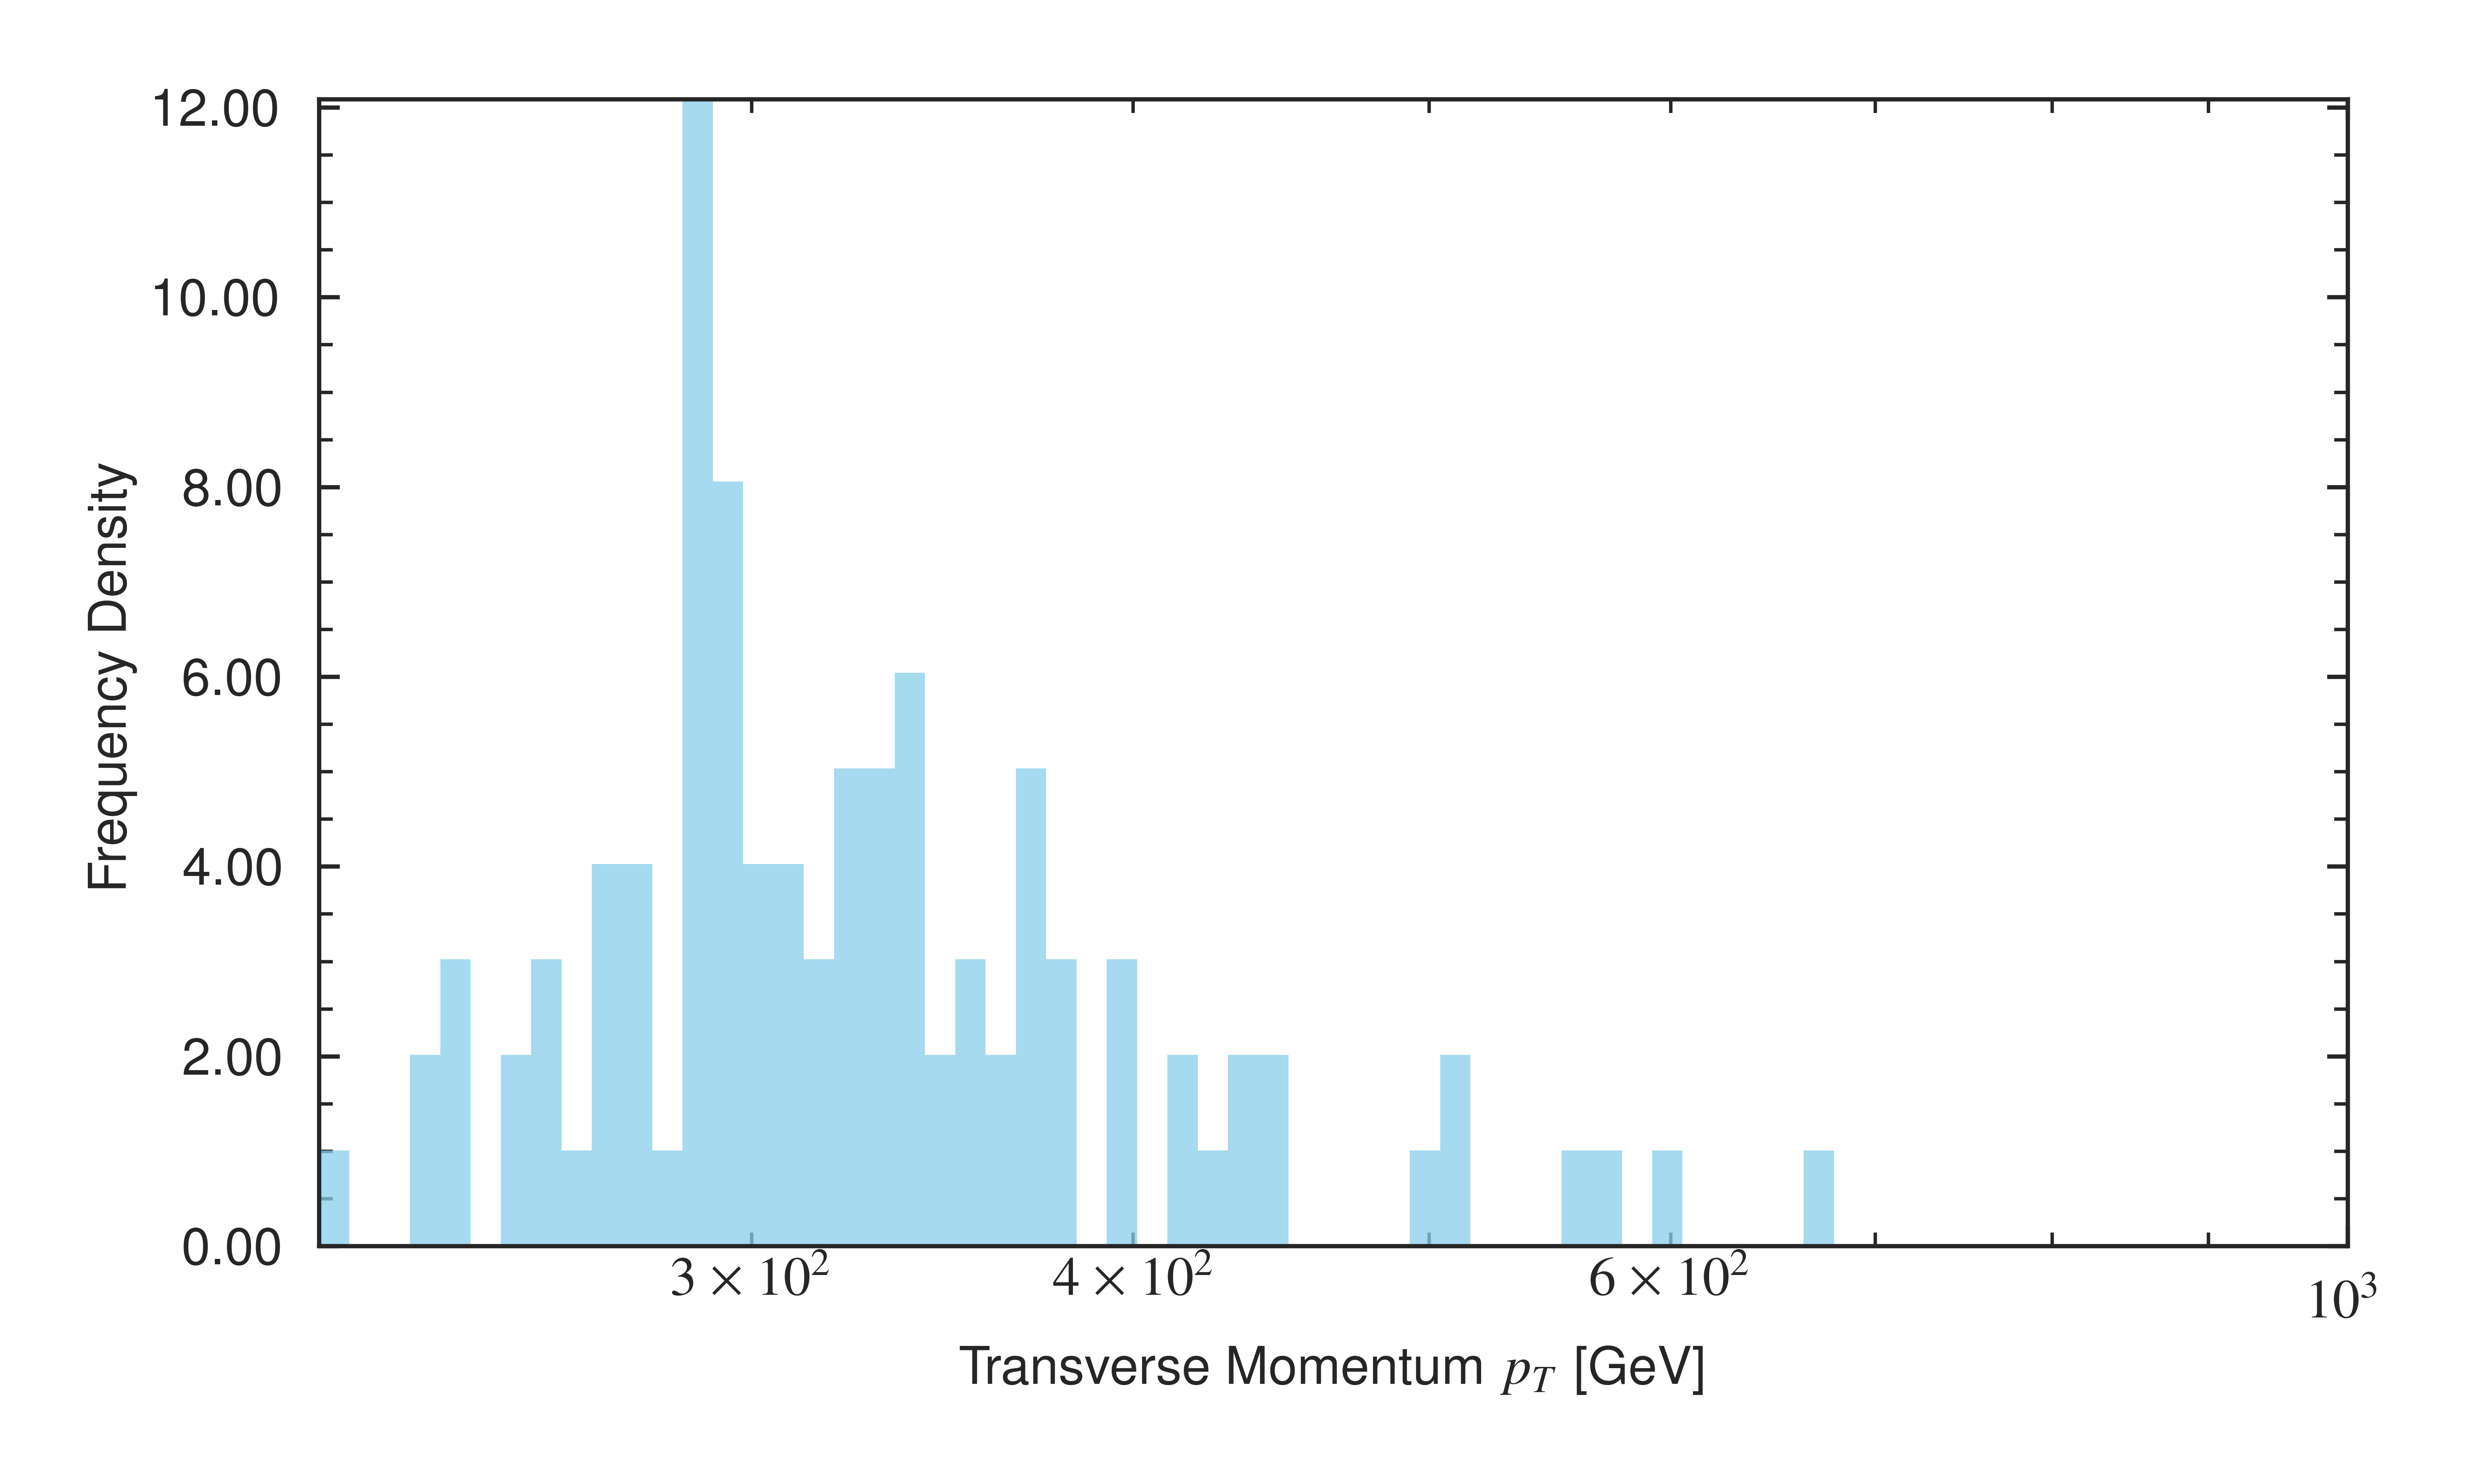 12.00
10.00
8.00
6.00
4.00
2.00
0.00
Frequency Density
3 × 10²
4 × 10²
6 × 10²
10³
Transverse Momentum p_T [GeV]